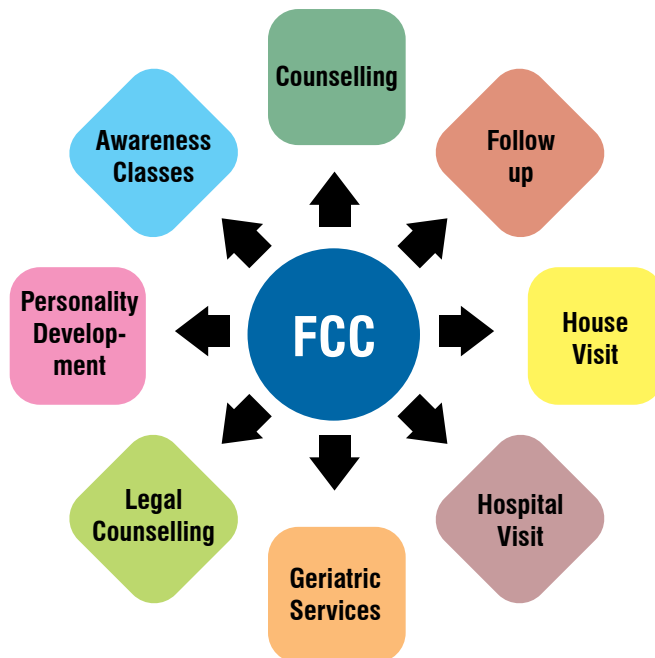 Counselling
Awareness
Classes
Follow
up
Personality
Develop-
ment
FCC
House
Visit
Legal
Counselling
Hospital
Visit
Geriatric
Services